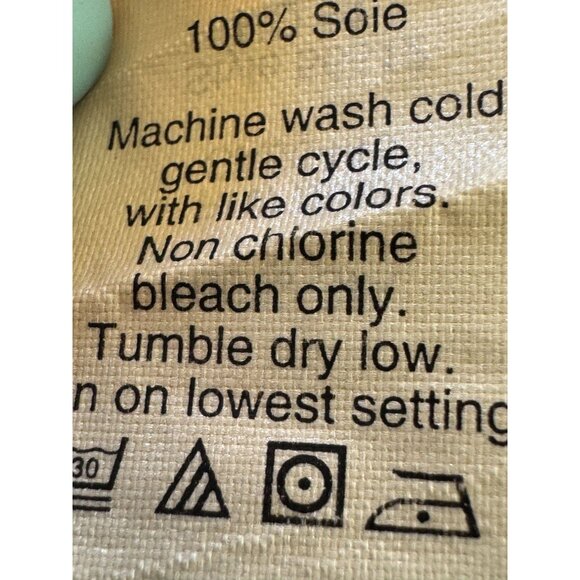 100% Soie
Machine wash cold
gentle cycle,
with like colors.
Non chlorine
bleach only.
Tumble dry low.
n on lowest setting
30